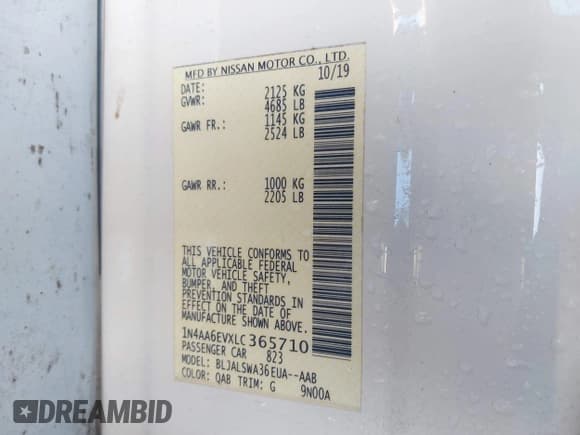 MFD BY NISSAN MOTOR CO., LTD.
DATE: 10/19
GVWR: 2125 KG
4685 LB
GAWR FR.: 1145 KG
2524 LB
GAWR RR.: 1000 KG
2205 LB
THIS VEHICLE CONFORMS TO
ALL APPLICABLE FEDERAL
MOTOR VEHICLE SAFETY,
BUMPER, AND THEFT
PREVENTION STANDARDS IN
EFFECT ON THE DATE OF
MANUFACTURE SHOWN ABOVE.
1N4AA6EVXLC365710
PASSENGER CAR 823
MODEL: BLJALSWA36EUA--AAB
COLOR: QAB TRIM: G 9N00A
DREAMBID